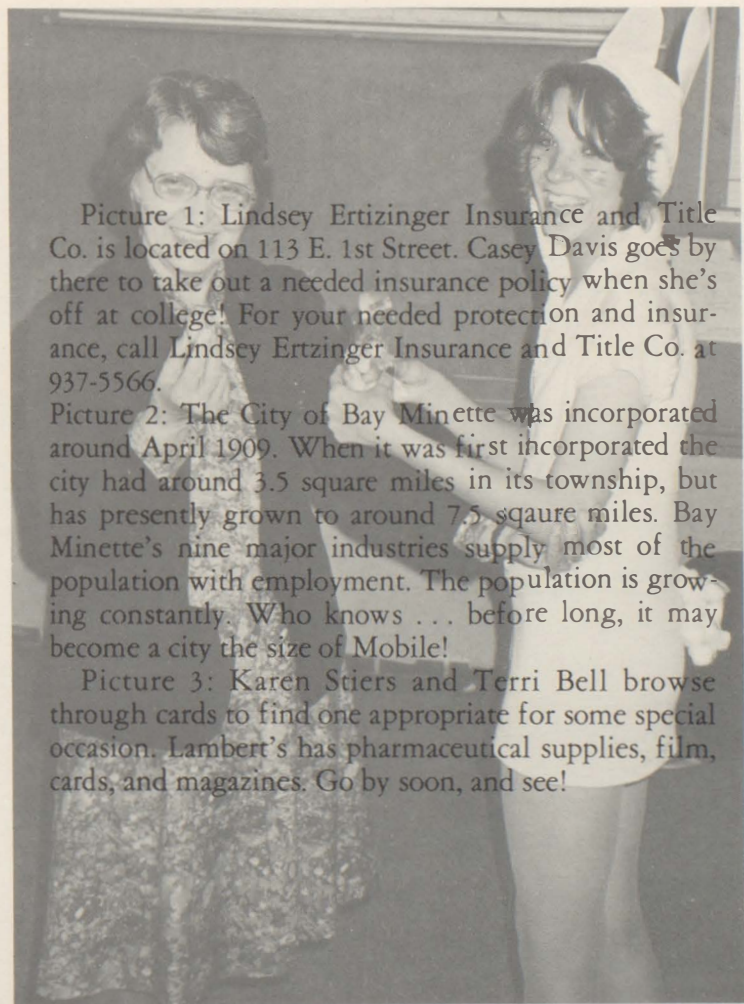 Picture 1: Lindsey Ertizinger Insurance and Title
Co. is located on 113 E. 1st Street. Casey Davis goes by
there to take out a needed insurance policy when she's
off at college! For your needed protection and insur-
ance, call Lindsey Ertzinger Insurance and Title Co. at
937-5566.
Picture 2: The City of Bay Minette was incorporated
around April 1909. When it was first incorporated the
city had around 3.5 square miles in its township, but
has presently grown to around 7.5 sqaure miles. Bay
Minette's nine major industries supply most of the
population with employment. The population is grow-
ing constantly. Who knows ... before long, it may
become a city the size of Mobile!
Picture 3: Karen Stiers and Terri Bell browse
through cards to find one appropriate for some special
occasion. Lambert's has pharmaceutical supplies, film,
cards, and magazines. Go by soon, and see!